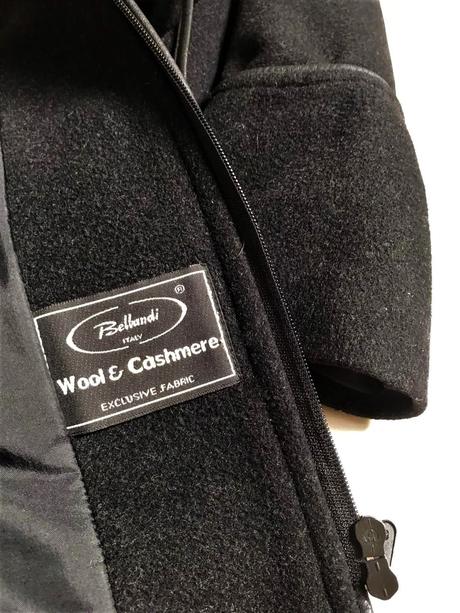 ®
Bellandi
ITALY
Wool & Cashmere
EXCLUSIVE FABRIC